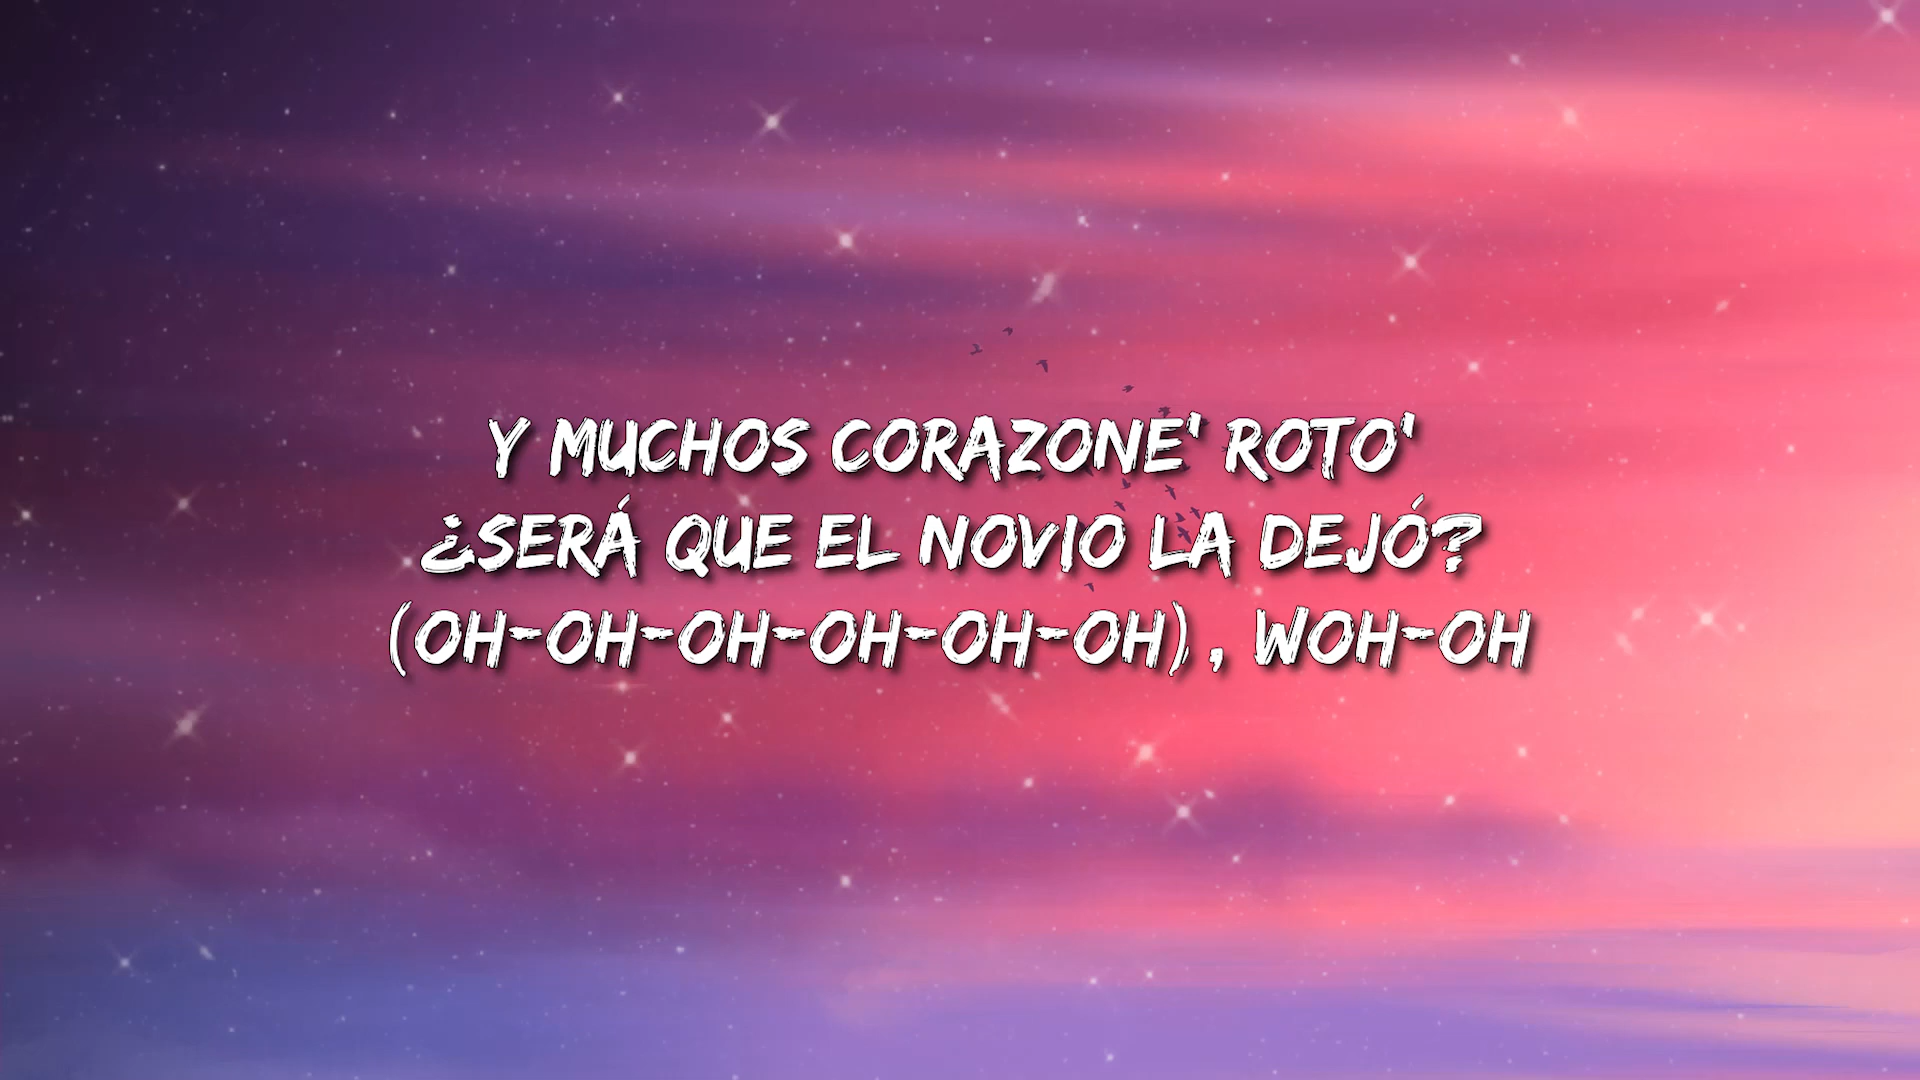 Y MUCHOS CORAZONE' ROTO'
¿SERÁ QUE EL NOVIO LA DEJÓ?
(OH-OH-OH-OH-OH-OH), WOH-OH